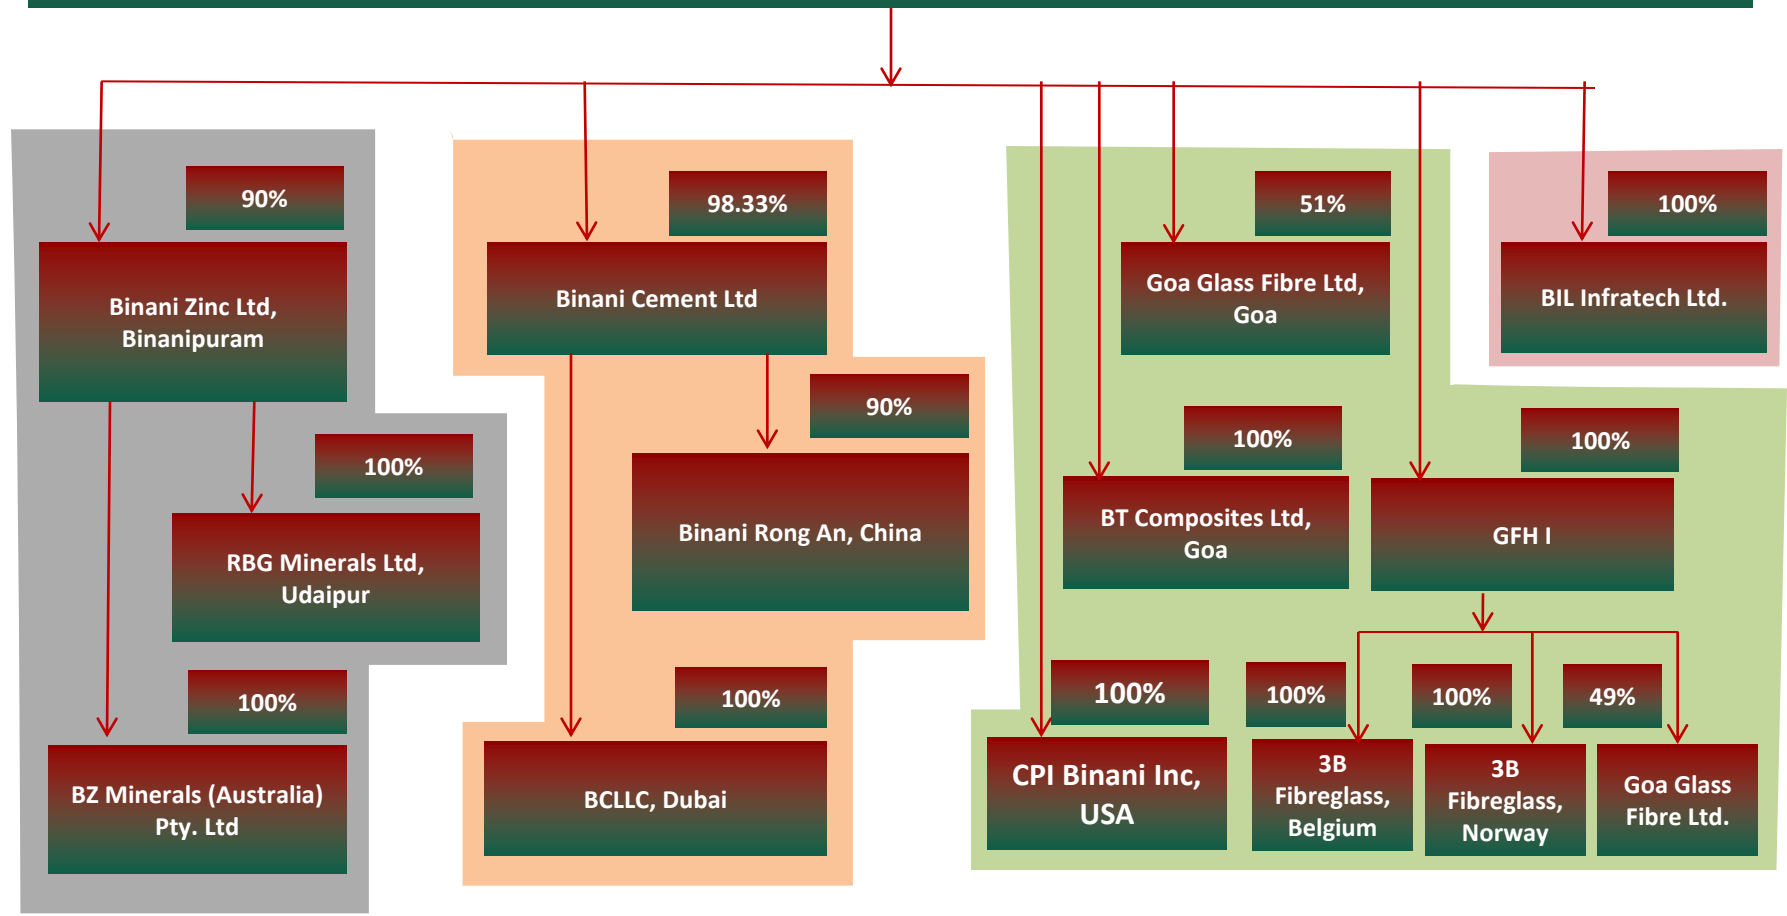 90%
Binani Zinc Ltd,
Binanipuram
100%
RBG Minerals Ltd,
Udaipur
100%
BZ Minerals (Australia)
Pty. Ltd
98.33%
Binani Cement Ltd
90%
Binani Rong An, China
100%
BCLLC, Dubai
51%
Goa Glass Fibre Ltd,
Goa
100%
BT Composites Ltd,
Goa
100%
GFH I
100%
CPI Binani Inc,
USA
100%
3B
Fibreglass,
Belgium
100%
3B
Fibreglass,
Norway
49%
Goa Glass
Fibre Ltd.
100%
BIL Infratech Ltd.